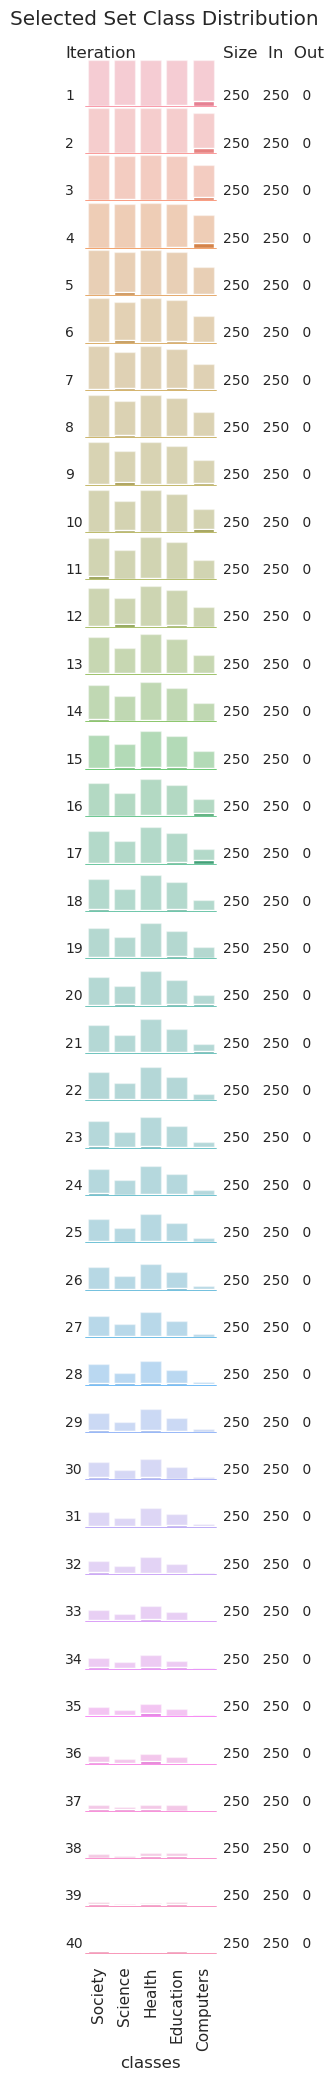 Selected Set Class Distribution
Iteration Size In Out
1 250 250 0
2 250 250 0
3 250 250 0
4 250 250 0
5 250 250 0
6 250 250 0
7 250 250 0
8 250 250 0
9 250 250 0
10 250 250 0
11 250 250 0
12 250 250 0
13 250 250 0
14 250 250 0
15 250 250 0
16 250 250 0
17 250 250 0
18 250 250 0
19 250 250 0
20 250 250 0
21 250 250 0
22 250 250 0
23 250 250 0
24 250 250 0
25 250 250 0
26 250 250 0
27 250 250 0
28 250 250 0
29 250 250 0
30 250 250 0
31 250 250 0
32 250 250 0
33 250 250 0
34 250 250 0
35 250 250 0
36 250 250 0
37 250 250 0
38 250 250 0
39 250 250 0
40 250 250 0
Society
Science
Health
Education
Computers
classes